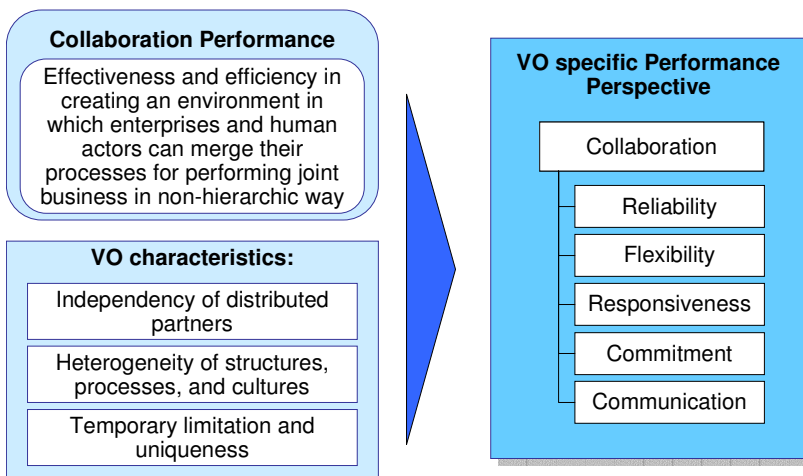 Collaboration Performance
Effectiveness and efficiency in
creating an environment in
which enterprises and human
actors can merge their
processes for performing joint
business in non-hierarchic way
VO characteristics:
Independency of distributed
partners
Heterogeneity of structures,
processes, and cultures
Temporary limitation and
uniqueness
VO specific Performance
Perspective
Collaboration
Reliability
Flexibility
Responsiveness
Commitment
Communication